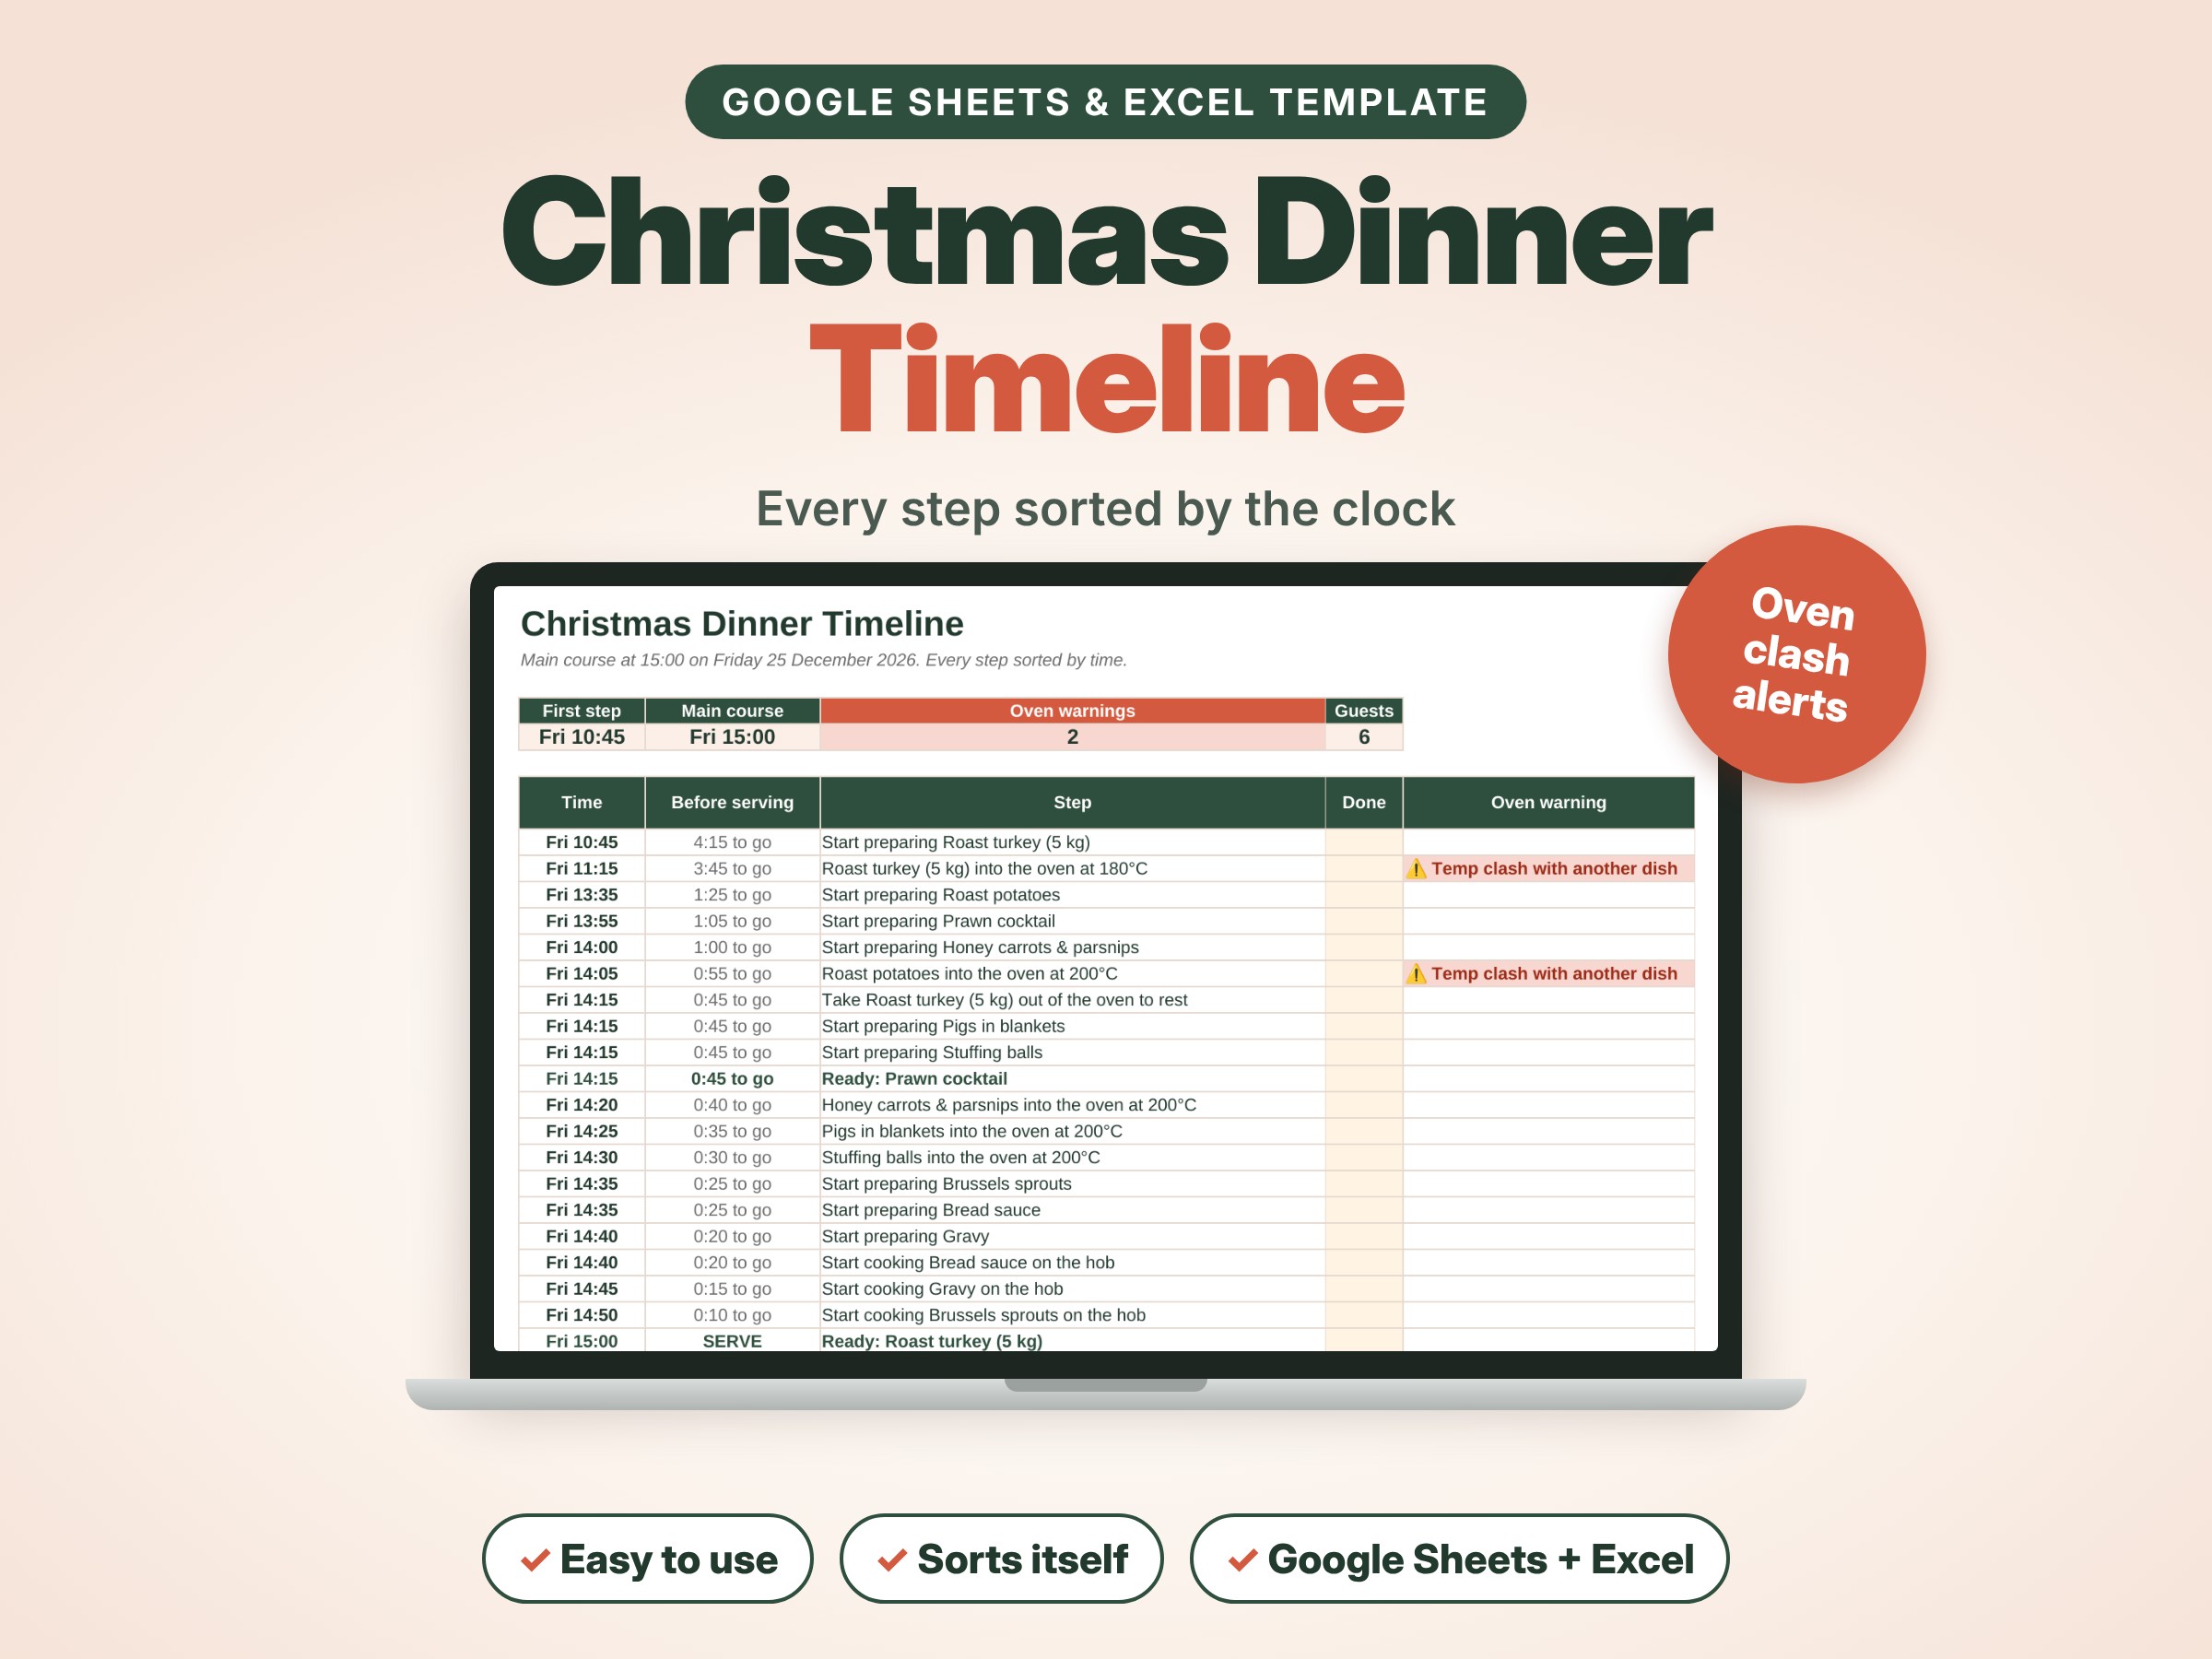 GOOGLE SHEETS & EXCEL TEMPLATE
Christmas Dinner
Timeline
Every step sorted by the clock
Oven
clash
alerts
Christmas Dinner Timeline
Main course at 15:00 on Friday 25 December 2026. Every step sorted by time.
First step Main course Oven warnings Guests
Fri 10:45 Fri 15:00 2 6
Time Before serving Step Done Oven warning
Fri 10:45 4:15 to go Start preparing Roast turkey (5 kg)
Fri 11:15 3:45 to go Roast turkey (5 kg) into the oven at 180°C ⚠️ Temp clash with another dish
Fri 13:35 1:25 to go Start preparing Roast potatoes
Fri 13:55 1:05 to go Start preparing Prawn cocktail
Fri 14:00 1:00 to go Start preparing Honey carrots & parsnips
Fri 14:05 0:55 to go Roast potatoes into the oven at 200°C ⚠️ Temp clash with another dish
Fri 14:15 0:45 to go Take Roast turkey (5 kg) out of the oven to rest
Fri 14:15 0:45 to go Start preparing Pigs in blankets
Fri 14:15 0:45 to go Start preparing Stuffing balls
Fri 14:15 0:45 to go Ready: Prawn cocktail
Fri 14:20 0:40 to go Honey carrots & parsnips into the oven at 200°C
Fri 14:25 0:35 to go Pigs in blankets into the oven at 200°C
Fri 14:30 0:30 to go Stuffing balls into the oven at 200°C
Fri 14:35 0:25 to go Start preparing Brussels sprouts
Fri 14:35 0:25 to go Start preparing Bread sauce
Fri 14:40 0:20 to go Start preparing Gravy
Fri 14:40 0:20 to go Start cooking Bread sauce on the hob
Fri 14:45 0:15 to go Start cooking Gravy on the hob
Fri 14:50 0:10 to go Start cooking Brussels sprouts on the hob
Fri 15:00 SERVE Ready: Roast turkey (5 kg)
✓ Easy to use
✓ Sorts itself
✓ Google Sheets + Excel